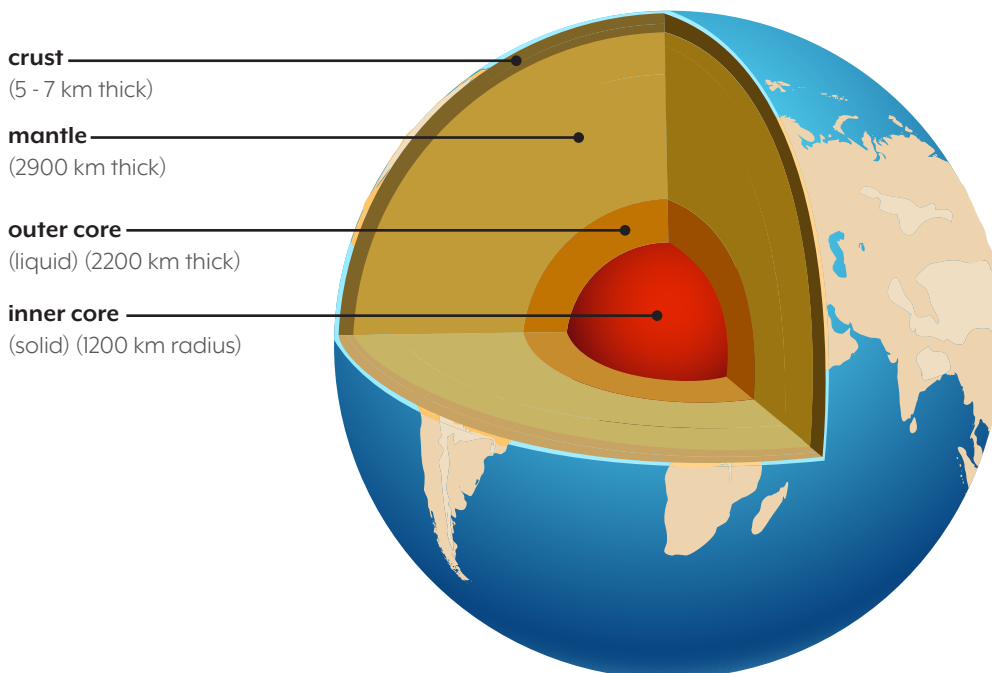 crust
(5 - 7 km thick)
mantle
(2900 km thick)
outer core
(liquid) (2200 km thick)
inner core
(solid) (1200 km radius)